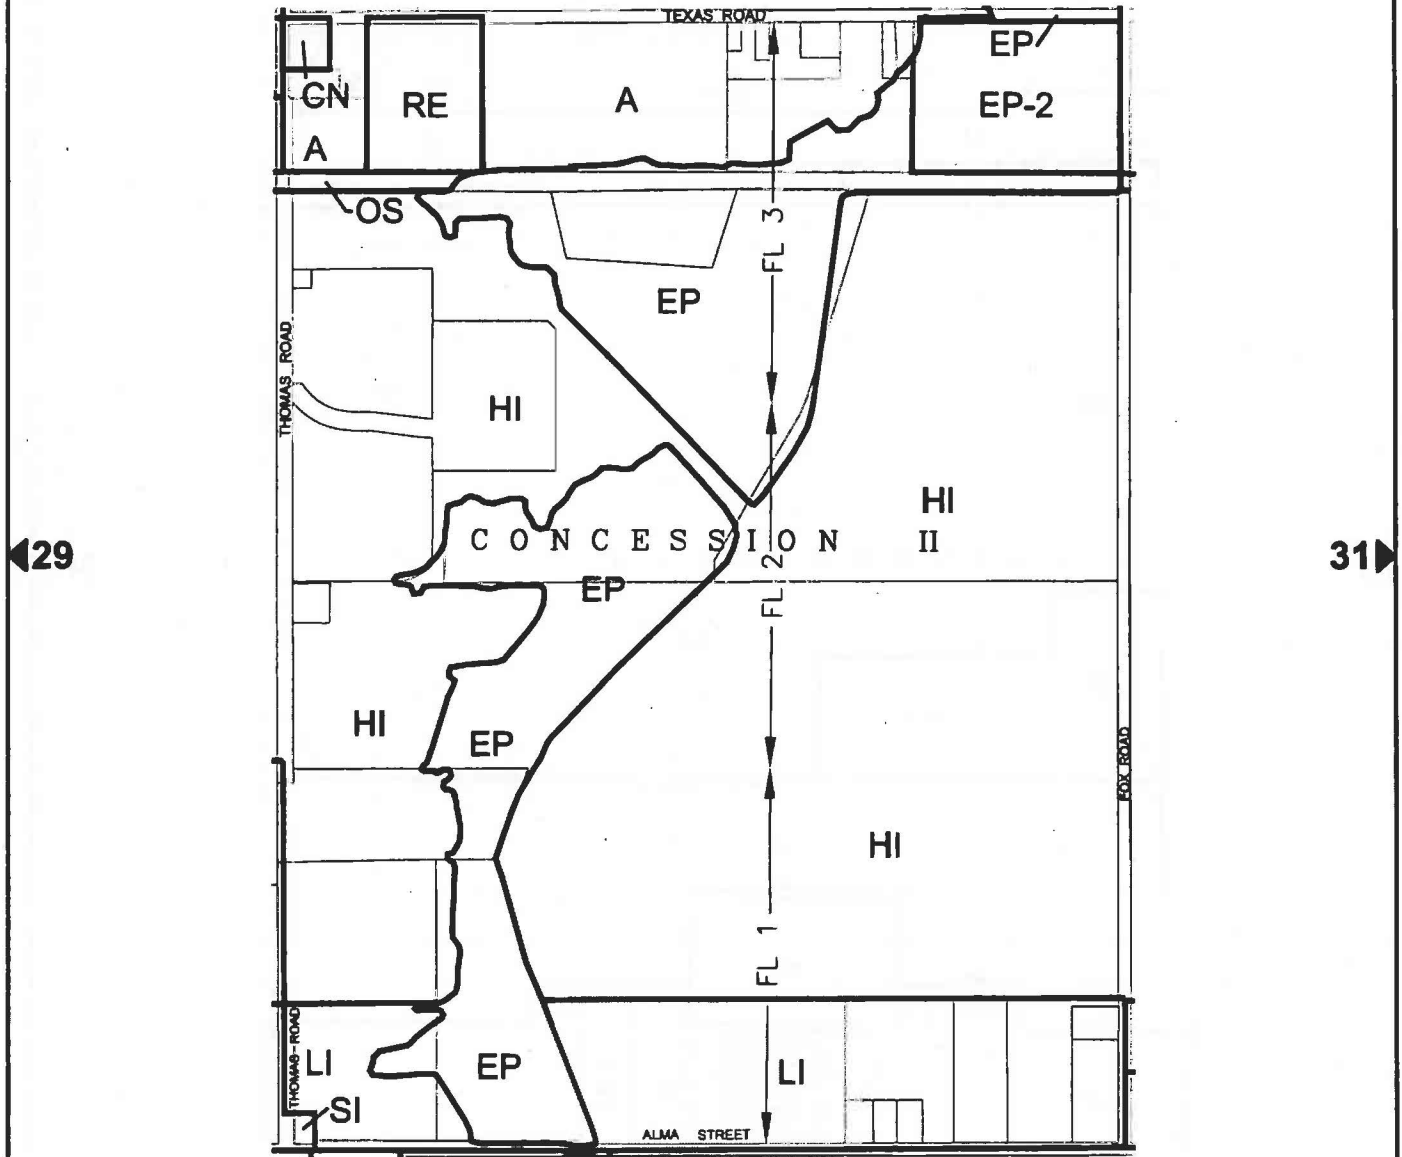 TEXAS ROAD
EP
CN
RE
A
EP-2
A
OS
FL 3
EP
THOMAS ROAD
HI
HI
CONCESSION II
29
31
EP
FL 2
HI
EP
FOX ROAD
HI
FL 1
THOMAS ROAD
LI
EP
LI
SI
ALMA STREET